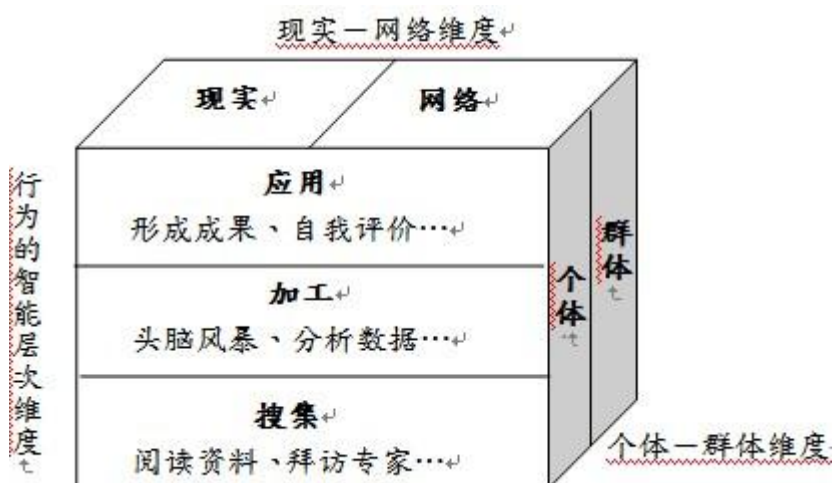 现实－网络维度
现实
网络
行为的智能层次维度
应用
形成成果、自我评价…
加工
头脑风暴、分析数据…
搜集
阅读资料、拜访专家…
个体
群体
个体－群体维度